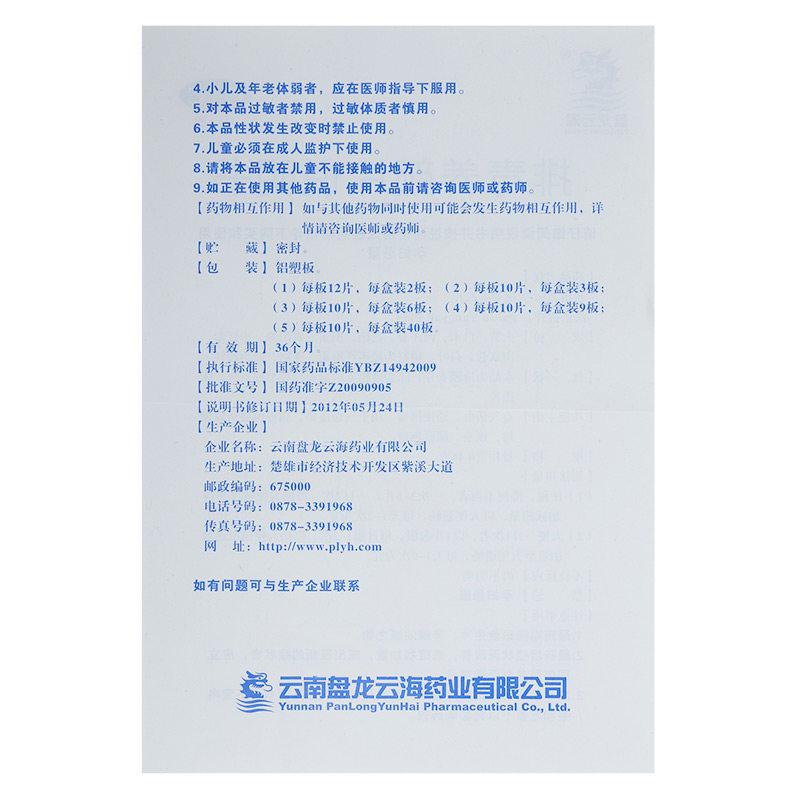 4.小儿及年老体弱者，应在医师指导下服用。
5.对本品过敏者禁用，过敏体质者慎用。
6.本品性状发生改变时禁止使用。
7.儿童必须在成人监护下使用。
8.请将本品放在儿童不能接触的地方。
9.如正在使用其他药品，使用本品前请咨询医师或药师。
【药物相互作用】如与其他药物同时使用可能会发生药物相互作用，详
情请咨询医师或药师。
【贮 藏】密封。
【包 装】铝塑板。
（1）每板12片，每盒装2板；（2）每板10片，每盒装3板；
（3）每板10片，每盒装6板；（4）每板10片，每盒装9板；
（5）每板10片，每盒装40板。
【有 效 期】36个月。
【执行标准】国家药品标准YBZ14942009
【批准文号】国药准字Z20090905
【说明书修订日期】2012年05月24日
【生产企业】
企业名称：云南盘龙云海药业有限公司
生产地址：楚雄市经济技术开发区紫溪大道
邮政编码：675000
电话号码：0878-3391968
传真号码：0878-3391968
网 址：http://www.plyh.com
如有问题可与生产企业联系
云南盘龙云海药业有限公司
Yunnan PanLongYunHai Pharmaceutical Co., Ltd.